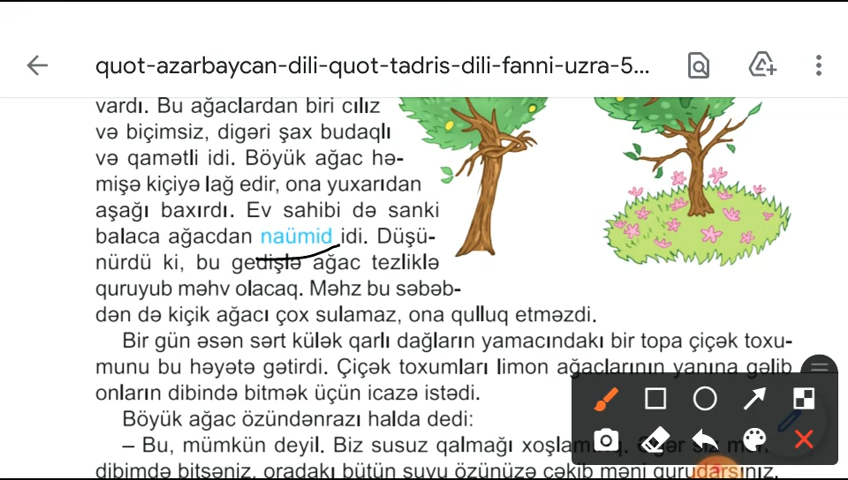 quot-azarbaycan-dili-quot-tadris-dili-fanni-uzra-5...
vardı. Bu ağaclardan biri cılız
və biçimsiz, digəri şax budaqlı
və qamətli idi. Böyük ağac hə-
mişə kiçiyə lağ edir, ona yuxarıdan
aşağı baxırdı. Ev sahibi də sanki
balaca ağacdan naümid idi. Düşü-
nürdü ki, bu gedişlə ağac tezliklə
quruyub məhv olacaq. Məhz bu səbəb-
dən də kiçik ağacı çox sulamaz, ona qulluq etməzdi.
Bir gün əsən sərt külək qarlı dağların yamacındakı bir topa çiçək toxu-
munu bu həyətə gətirdi. Çiçək toxumları limon ağaclarının yanına gəlib
onların dibində bitmək üçün icazə istədi.
Böyük ağac özündənrazı halda dedi:
– Bu, mümkün deyil. Biz susuz qalmağı
dibimdə bitsəniz, oradakı bütün suyu özünüzə çəkib məni qurudarsınız.